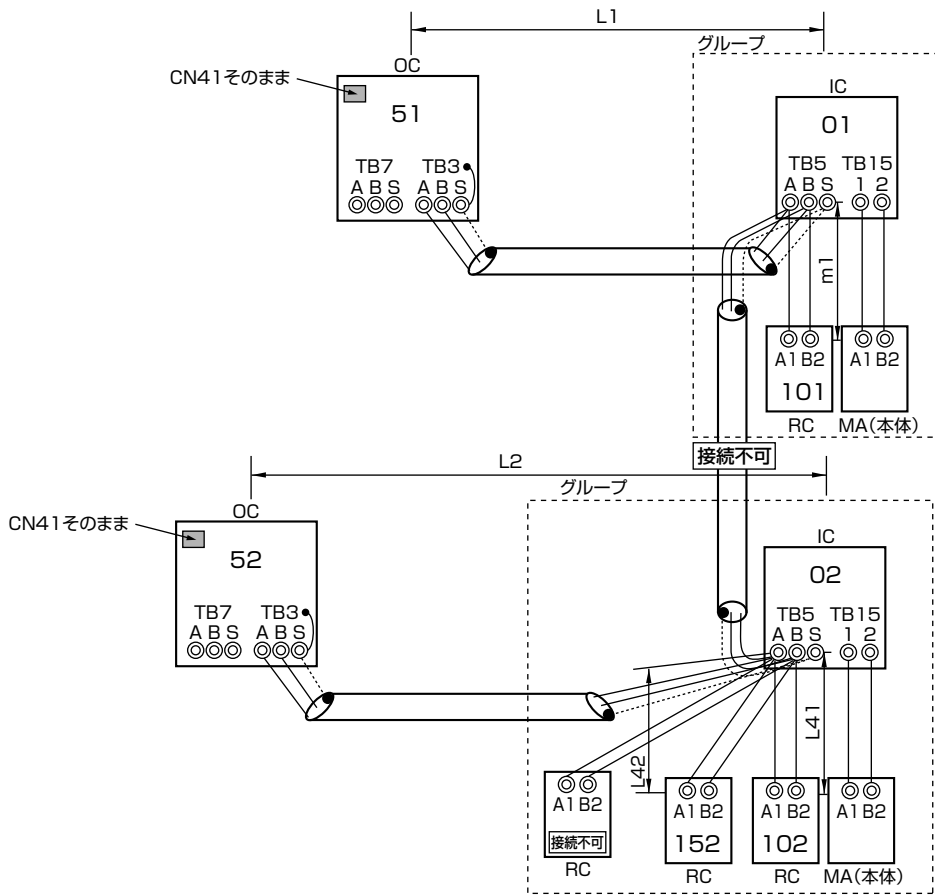 L1
グループ
OC
CN41そのまま
51
TB7 TB3
A B S A B S
IC
01
TB5 TB15
A B S 1 2
m1
A1 B2
101
RC
A1 B2
MA(本体)
接続不可
L2
グループ
OC
CN41そのまま
52
TB7 TB3
A B S A B S
IC
02
TB5 TB15
A B S 1 2
L42
L41
A1 B2
接続不可
RC
A1 B2
152
RC
A1 B2
102
RC
A1 B2
MA(本体)